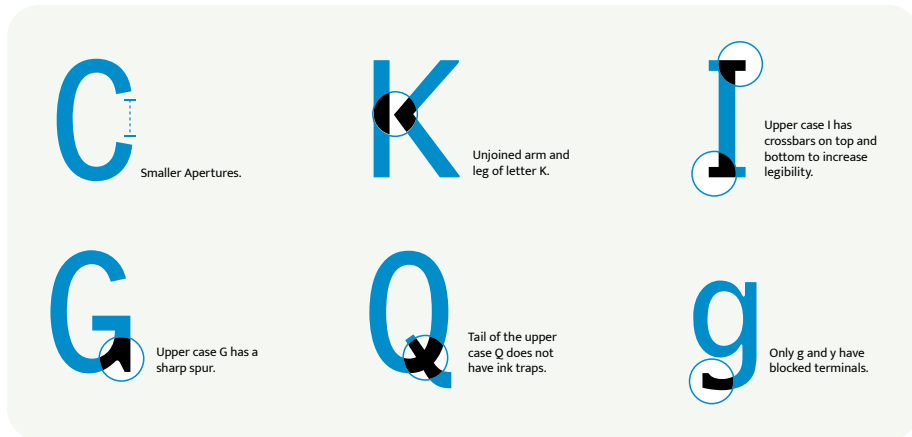 C
Smaller Apertures.
K
Unjoined arm and
leg of letter K.
I
Upper case I has
crossbars on top and
bottom to increase
legibility.
G
Upper case G has a
sharp spur.
Q
Tail of the upper
case Q does not
have ink traps.
g
Only g and y have
blocked terminals.